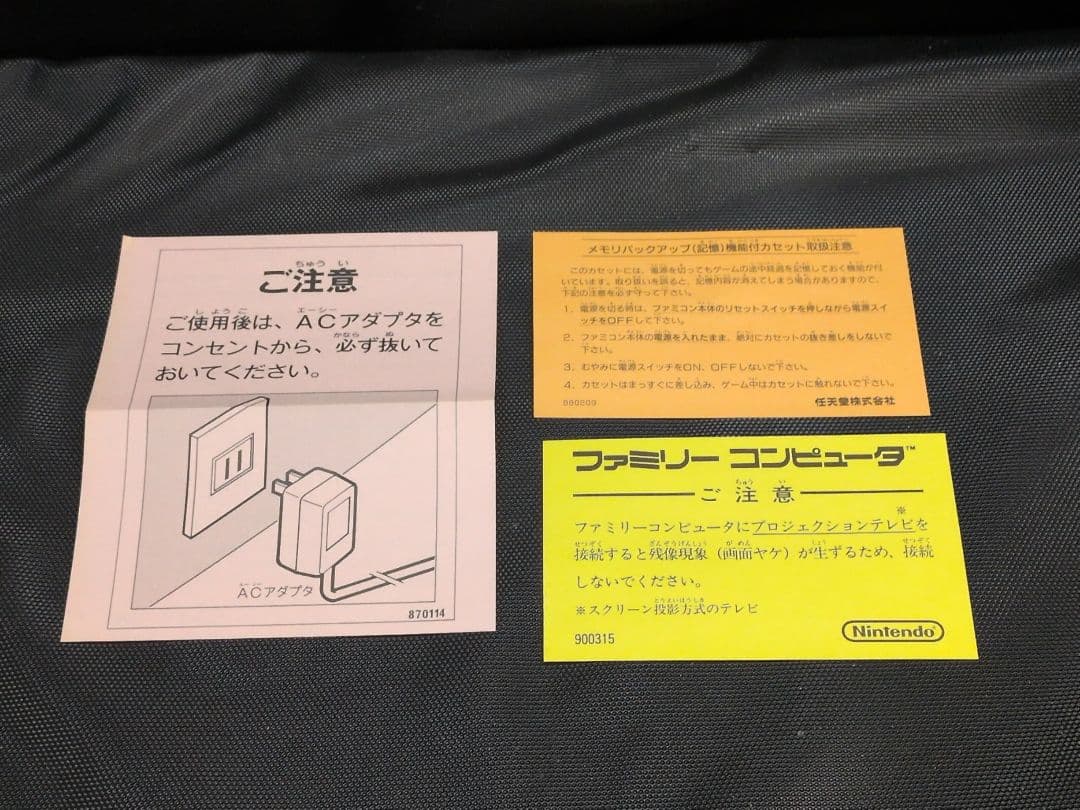 ご注意
ご使用後は、ACアダプタを
コンセントから、必ず抜いて
おいてください。
ACアダプタ
870114
メモリバックアップ(記憶)機能付カセット取扱注意
このカセットには、電源を切ってもゲームの途中経過を記憶しておく機能が付
いています。取り扱いを誤ると、記憶内容が消えてしまう場合がありますので、
下記の注意を必ず守って下さい。
1. 電源を切る時は、ファミコン本体のリセットスイッチを押しながら電源スイ
ッチをOFFして下さい。
2. ファミコン本体の電源を入れたまま、絶対にカセットの抜き差しをしないで
下さい。
3. むやみに電源スイッチをON、OFFしないで下さい。
4. カセットはまっすぐに差し込み、ゲーム中はカセットに触れないで下さい。
任天堂株式会社
ファミリー コンピュータ™
ご注意
ファミリーコンピュータにプロジェクションテレビ※を
接続すると残像現象(画面ヤケ)が生ずるため、接続
しないでください。
※スクリーン投影方式のテレビ
900315
Nintendo